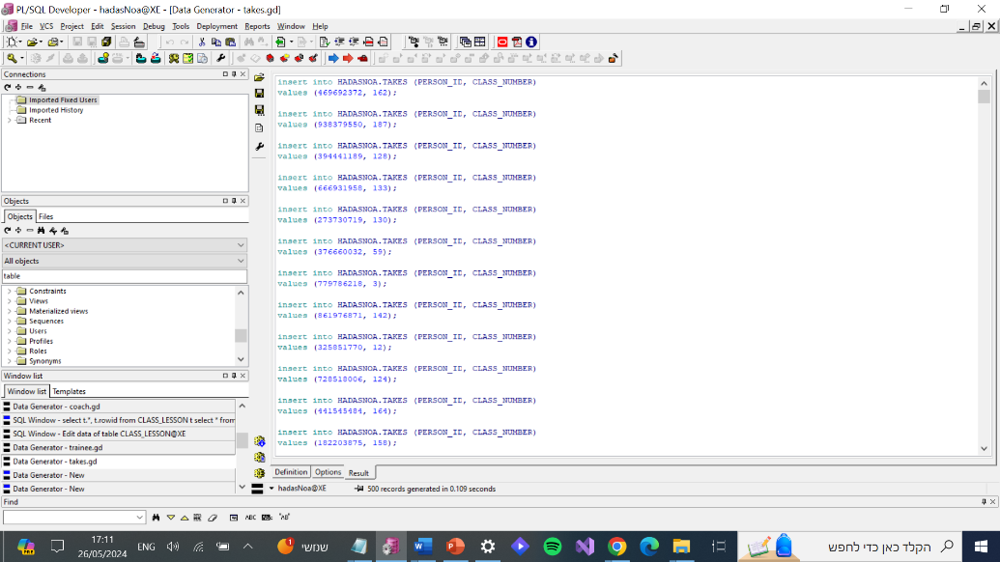 PL/SQL Developer - hadasNoa@XE - [Data Generator - takes.gd]
File VCS Project Edit Session Debug Tools Deployment Reports Window Help
Connections
Imported Fixed Users
Imported History
Recent
Objects
Objects Files
<CURRENT USER>
All objects
table
Constraints
Views
Materialized views
Sequences
Users
Profiles
Roles
Synonyms
Window list
Window list Templates
Data Generator - coach.gd
SQL Window - select t.*, t.rowid from CLASS_LESSON t select * from
SQL Window - Edit data of table CLASS_LESSON@XE
Data Generator - trainee.gd
Data Generator - takes.gd
Data Generator - New
Data Generator - New
insert into HADASNOA.TAKES (PERSON_ID, CLASS_NUMBER)
values (469692372, 162);
insert into HADASNOA.TAKES (PERSON_ID, CLASS_NUMBER)
values (938379550, 187);
insert into HADASNOA.TAKES (PERSON_ID, CLASS_NUMBER)
values (394441189, 128);
insert into HADASNOA.TAKES (PERSON_ID, CLASS_NUMBER)
values (666931958, 133);
insert into HADASNOA.TAKES (PERSON_ID, CLASS_NUMBER)
values (273730719, 130);
insert into HADASNOA.TAKES (PERSON_ID, CLASS_NUMBER)
values (376660032, 59);
insert into HADASNOA.TAKES (PERSON_ID, CLASS_NUMBER)
values (779786218, 3);
insert into HADASNOA.TAKES (PERSON_ID, CLASS_NUMBER)
values (861976871, 142);
insert into HADASNOA.TAKES (PERSON_ID, CLASS_NUMBER)
values (325851770, 12);
insert into HADASNOA.TAKES (PERSON_ID, CLASS_NUMBER)
values (728518006, 124);
insert into HADASNOA.TAKES (PERSON_ID, CLASS_NUMBER)
values (441545484, 164);
insert into HADASNOA.TAKES (PERSON_ID, CLASS_NUMBER)
values (182203875, 158);
Definition Options Result
hadasNoa@XE 500 records generated in 0.109 seconds
Find
ABC "AB"
17:11
26/05/2024
ENG
1
שמשי
הקלד כאן כדי לחפש